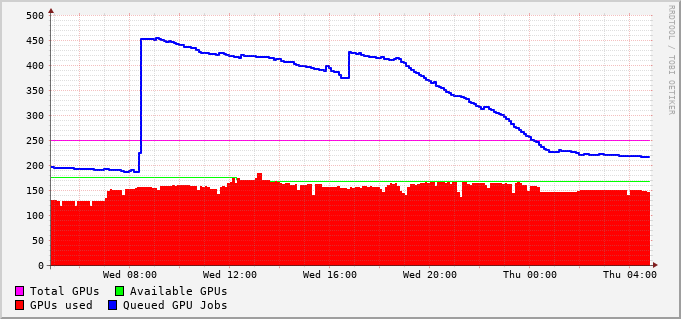 500
450
400
350
300
250
200
150
100
50
0
Wed 08:00 Wed 12:00 Wed 16:00 Wed 20:00 Thu 00:00 Thu 04:00
Total GPUs Available GPUs
GPUs used Queued GPU Jobs
RRDTOOL / TOBI OETIKER